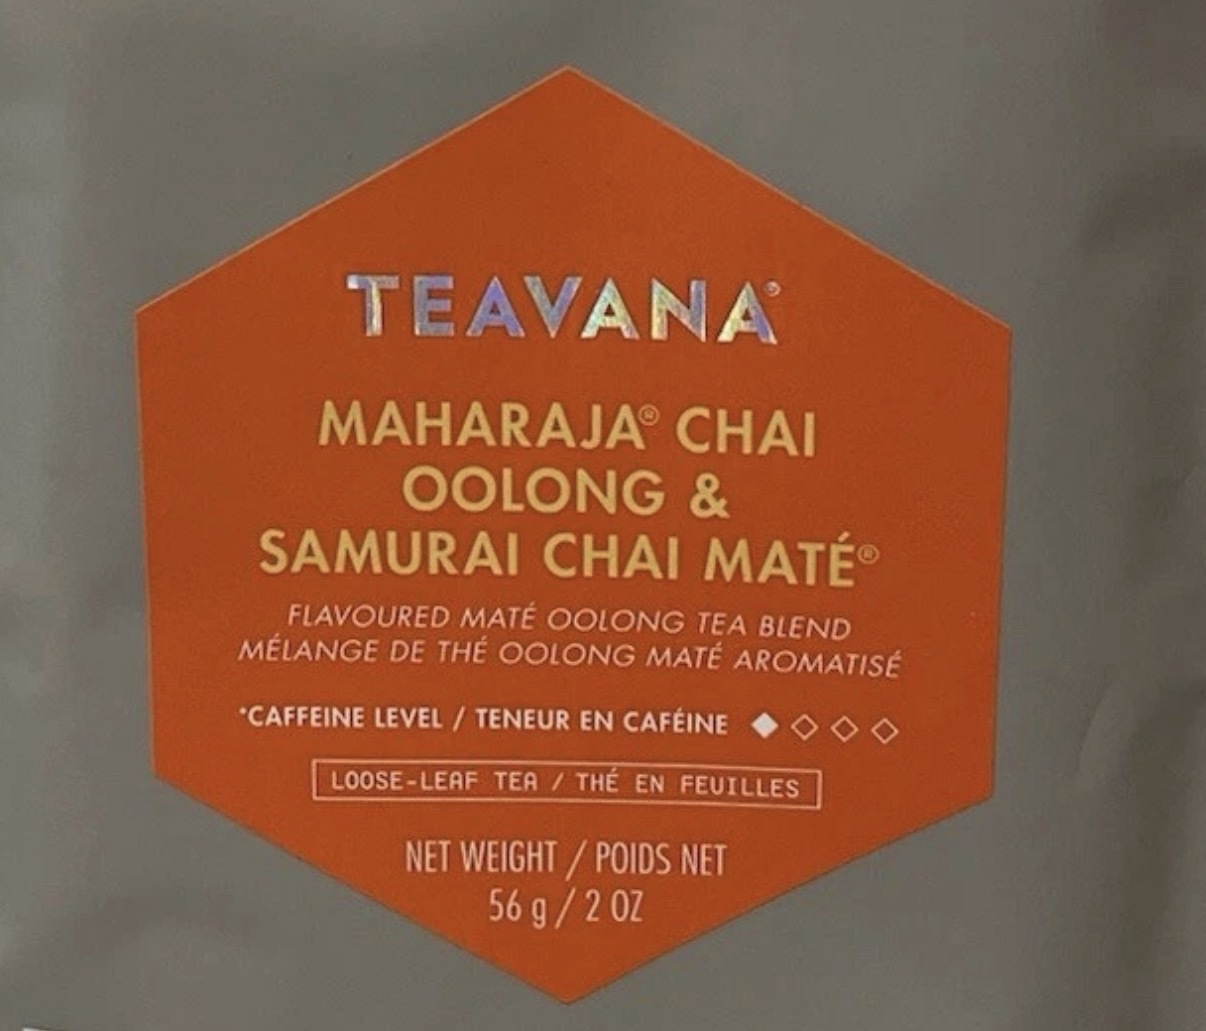 TEAVANA®
MAHARAJA® CHAI
OOLONG &
SAMURAI CHAI MATÉ®
FLAVOURED MATÉ OOLONG TEA BLEND
MÉLANGE DE THÉ OOLONG MATÉ AROMATISÉ
*CAFFEINE LEVEL / TENEUR EN CAFÉINE ◆◇◇◇
LOOSE-LEAF TEA / THÉ EN FEUILLES
NET WEIGHT / POIDS NET
56 g / 2 OZ